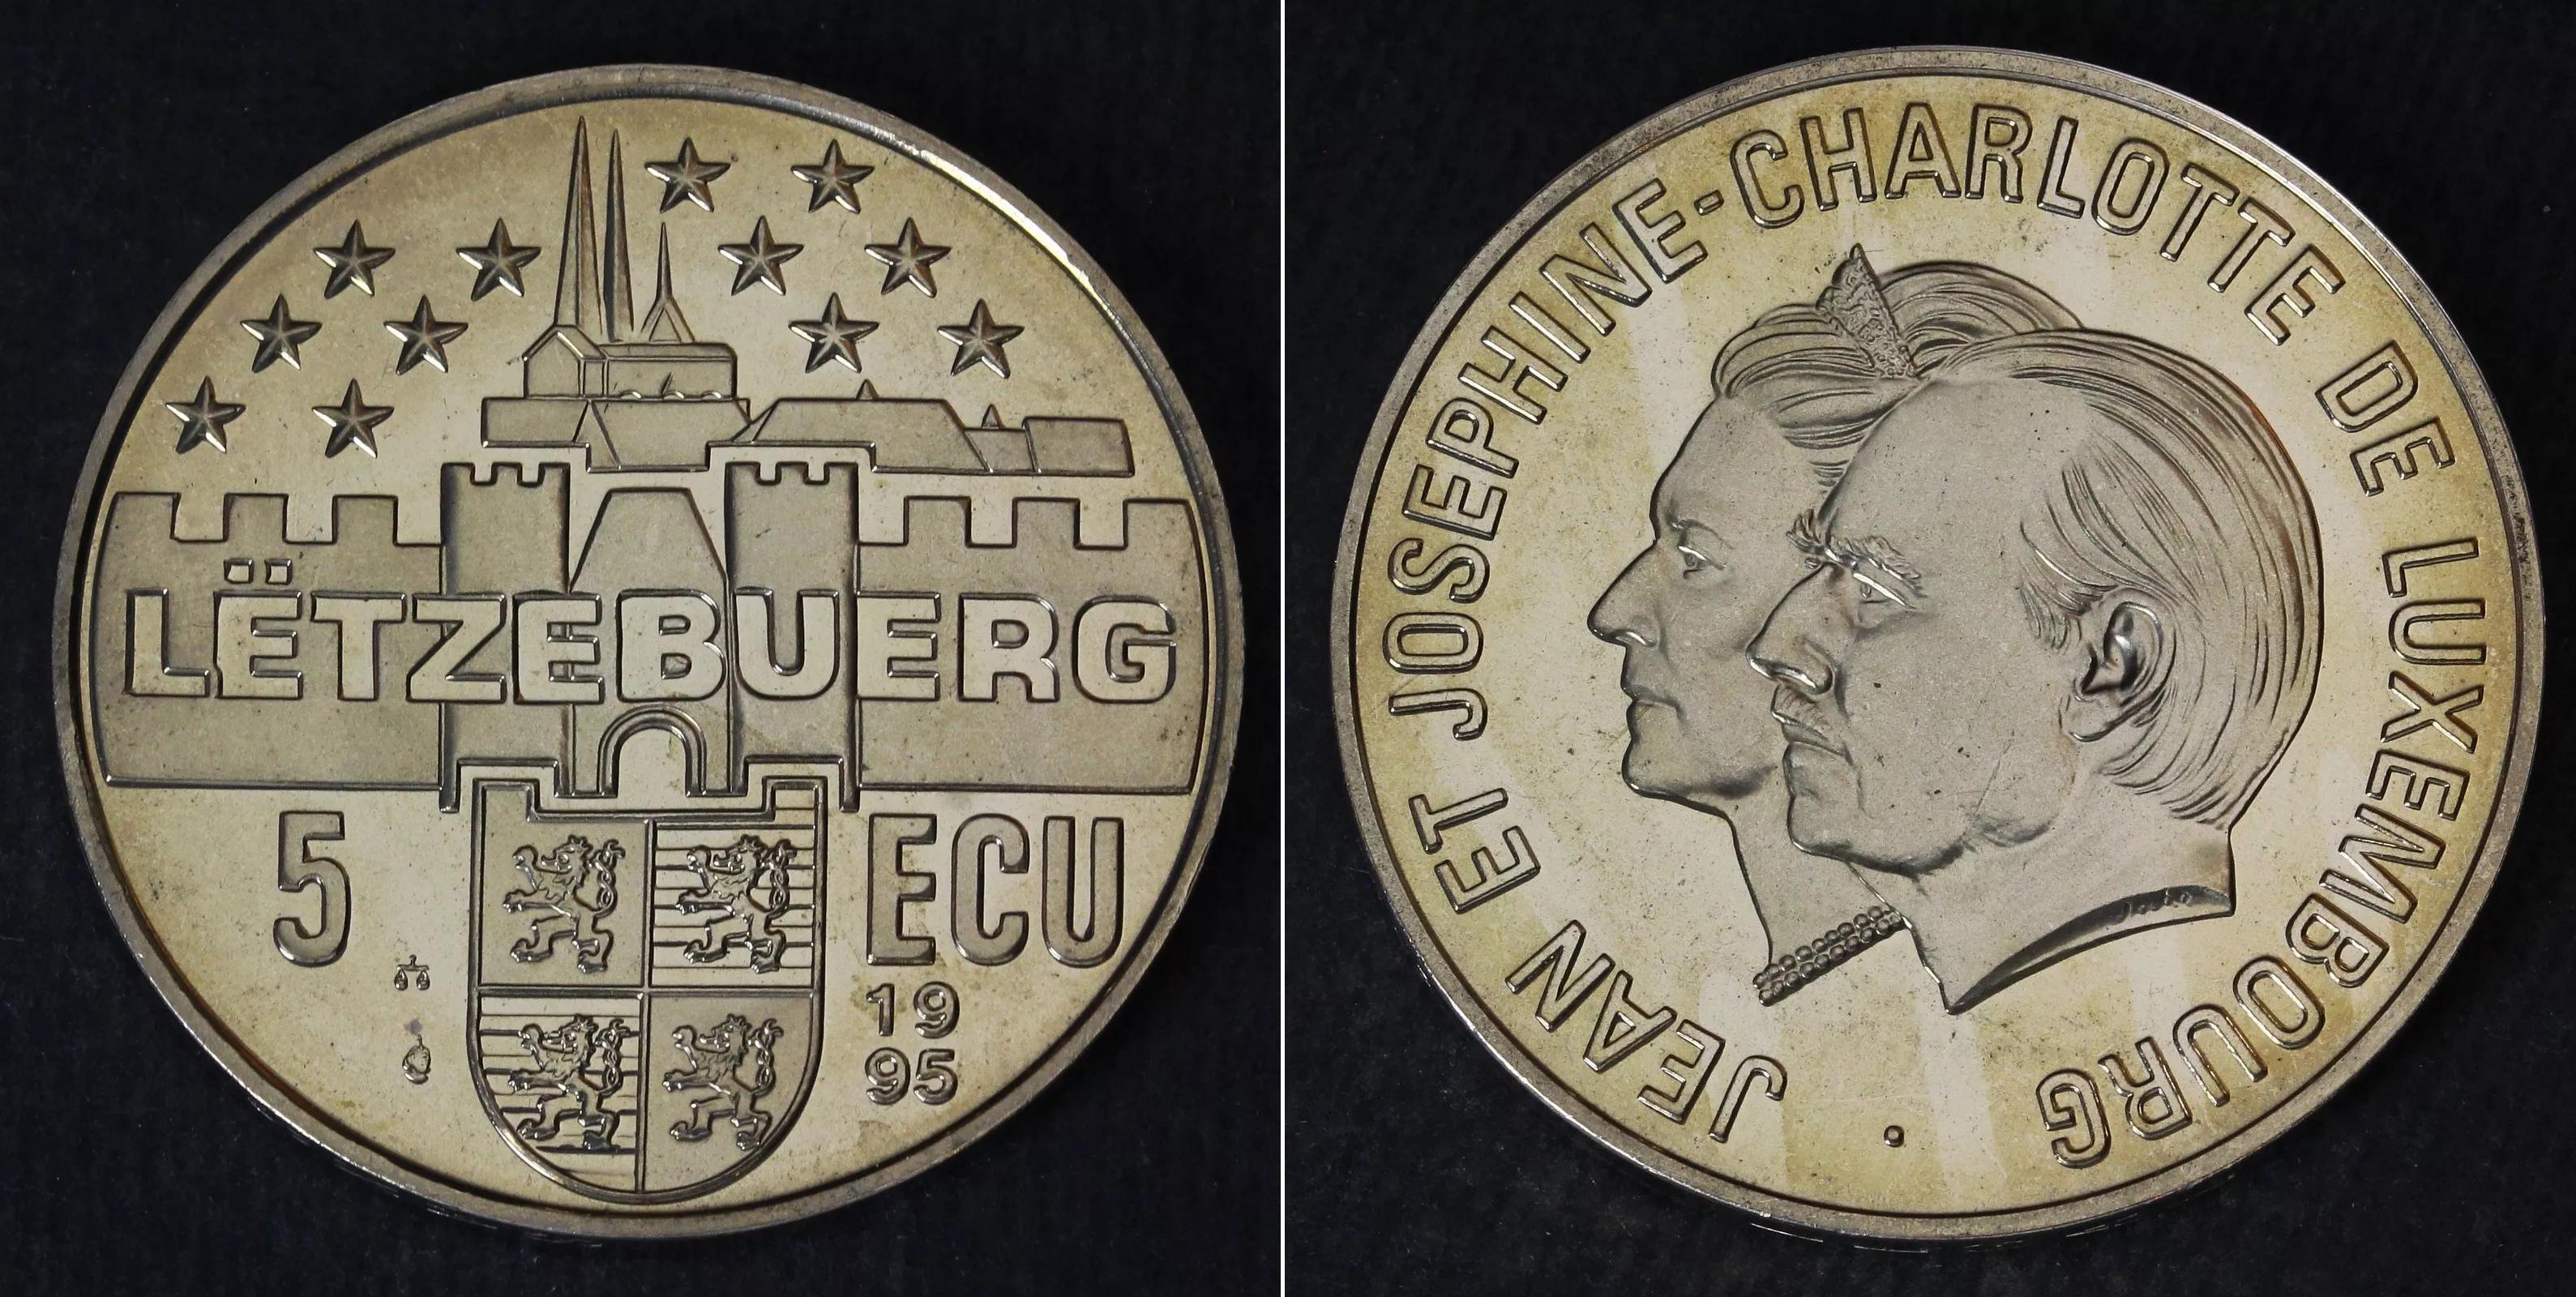 LËTZEBUERG
5 ECU
19
95
JEAN ET JOSEPHINE-CHARLOTTE DE LUXEMBOURG •